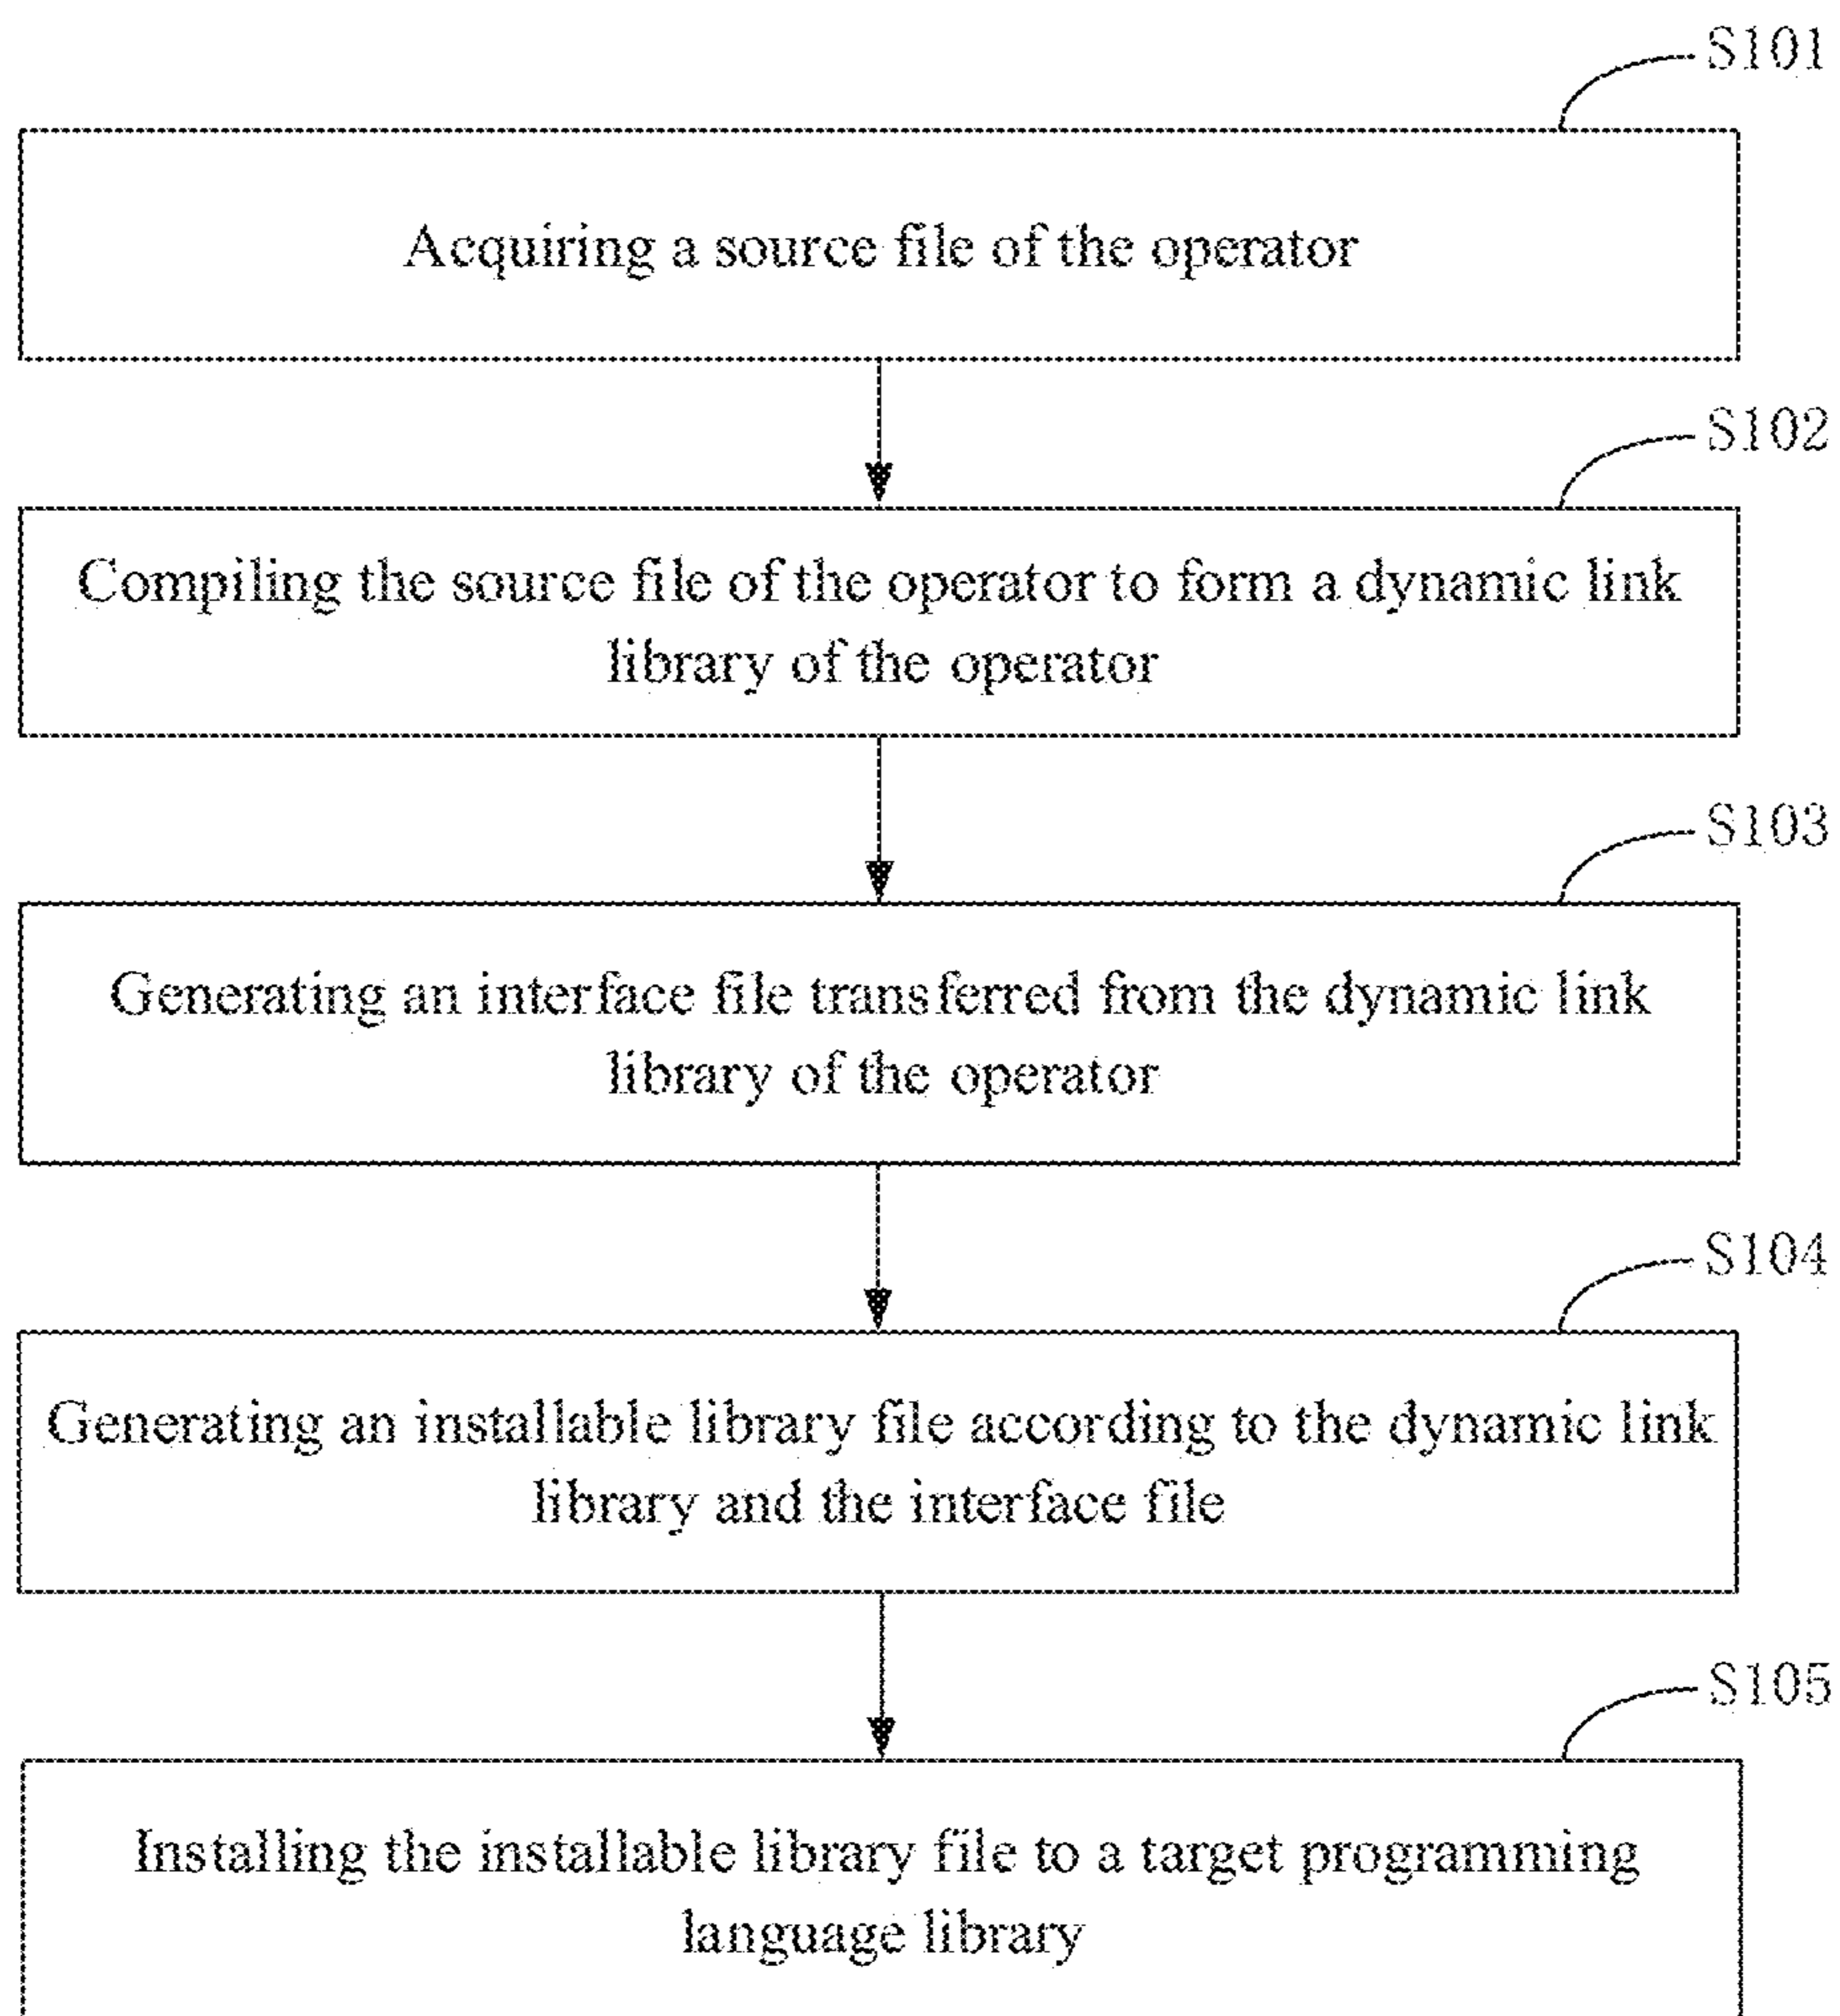 S101
Acquiring a source file of the operator
S102
Compiling the source file of the operator to form a dynamic link
library of the operator
S103
Generating an interface file transferred from the dynamic link
library of the operator
S104
Generating an installable library file according to the dynamic link
library and the interface file
S105
Installing the installable library file to a target programming
language library